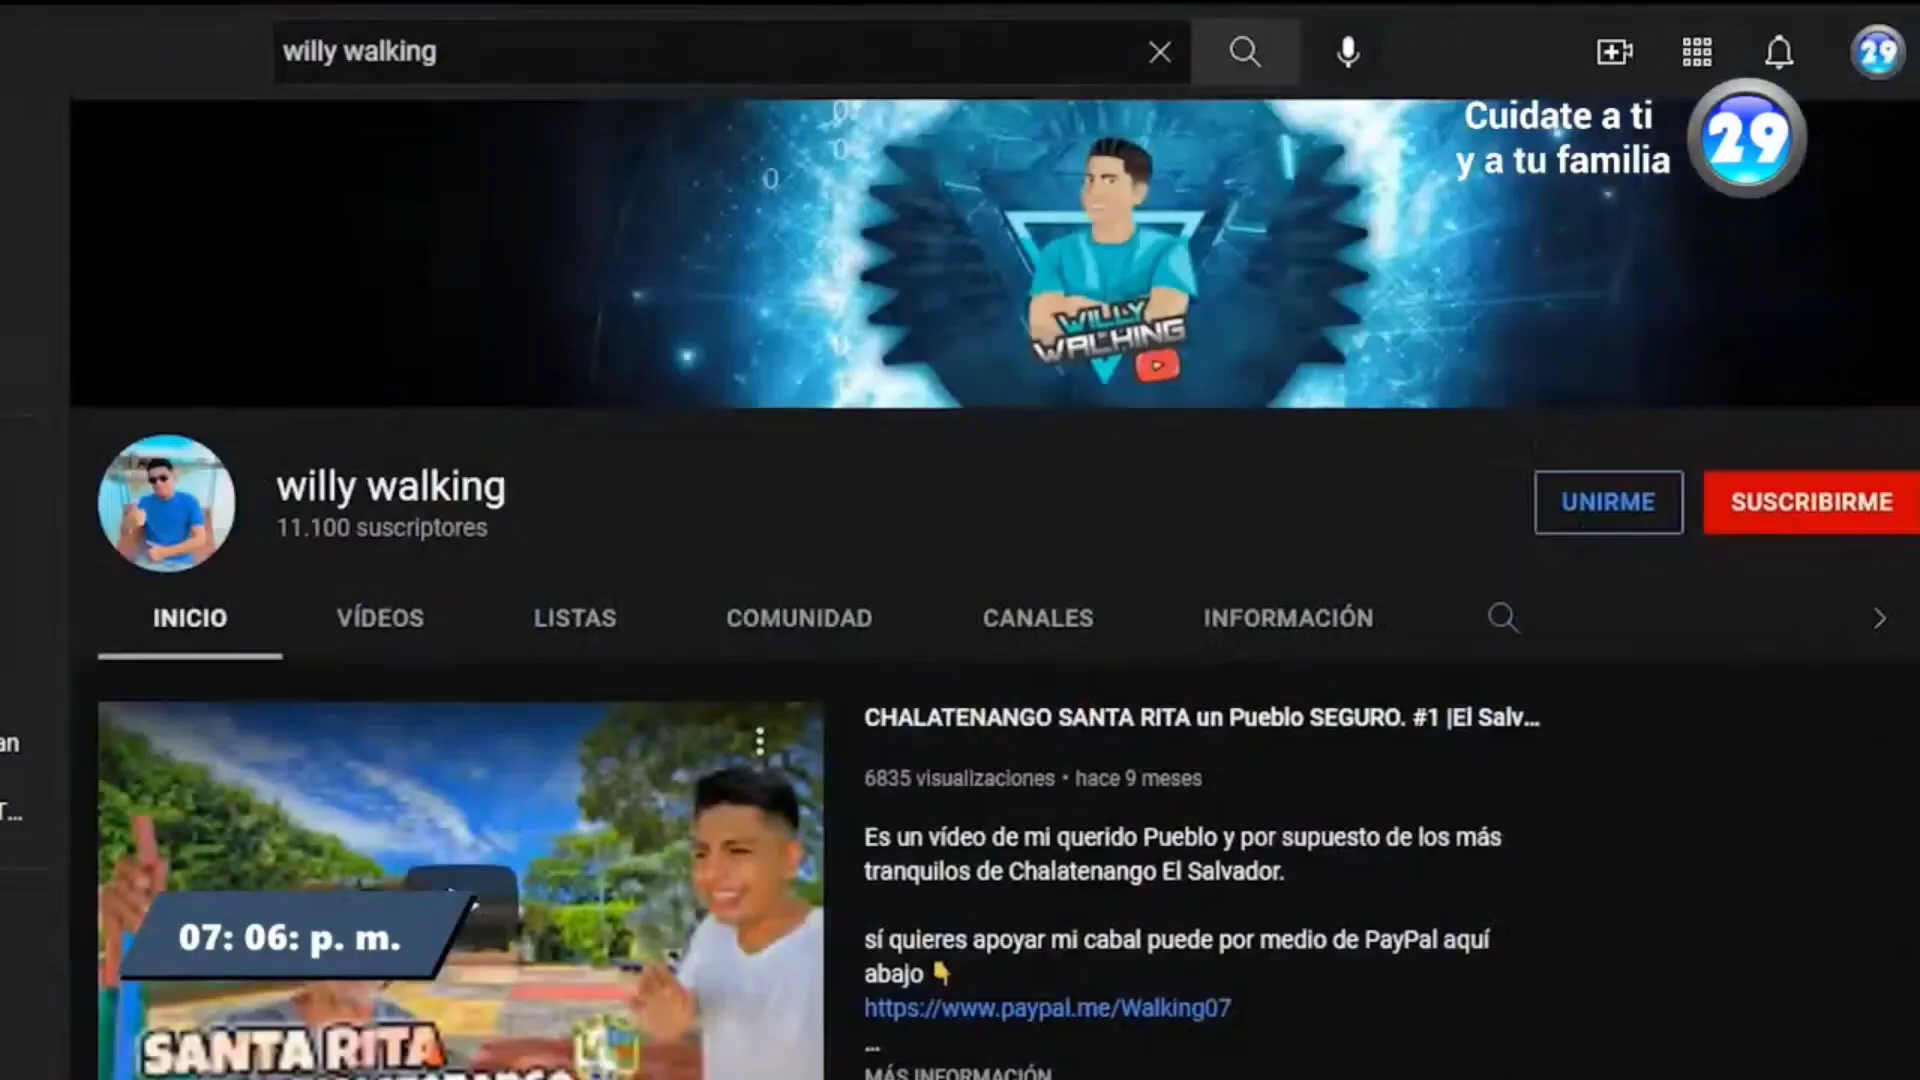 willy walking
29
Cuidate a ti
y a tu familia
29
WILLY
WALKING
willy walking
11.100 suscriptores
UNIRME
SUSCRIBIRME
INICIO
VÍDEOS
LISTAS
COMUNIDAD
CANALES
INFORMACIÓN
CHALATENANGO SANTA RITA un Pueblo SEGURO. #1 |El Salv...
6835 visualizaciones • hace 9 meses
an
T...
Es un vídeo de mi querido Pueblo y por supuesto de los más
tranquilos de Chalatenango El Salvador.
sí quieres apoyar mi cabal puede por medio de PayPal aquí
abajo 👇
https://www.paypal.me/Walking07
...
MÁS INFORMACIÓN
07: 06: p. m.
SANTA RITA